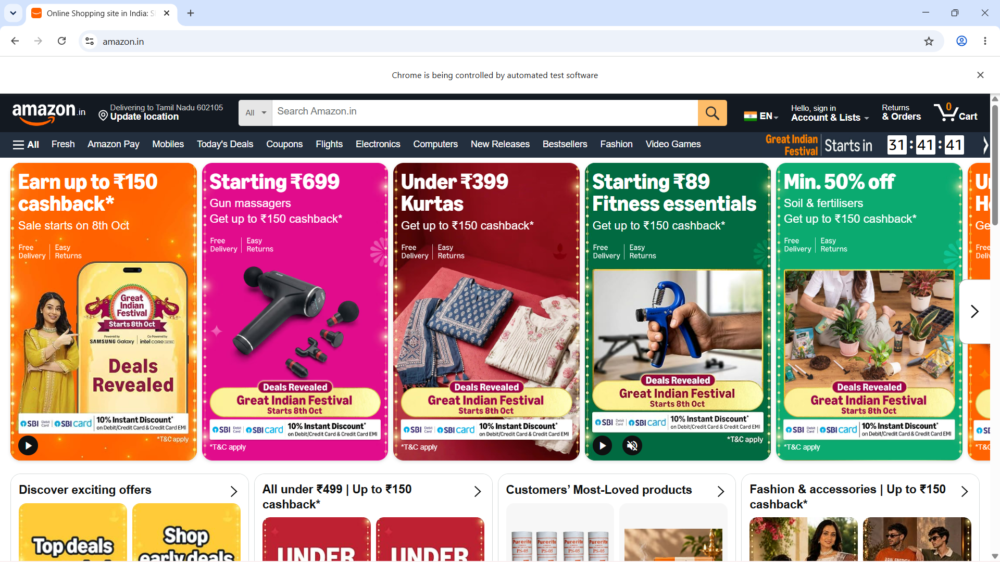 Online Shopping site in India: S
amazon.in
Chrome is being controlled by automated test software
amazon.in
Delivering to Tamil Nadu 602105
Update location
All
Search Amazon.in
EN
Hello, sign in
Account & Lists
Returns
& Orders
0
Cart
All
Fresh
Amazon Pay
Mobiles
Today's Deals
Coupons
Flights
Electronics
Computers
New Releases
Bestsellers
Fashion
Video Games
Great Indian
Festival
Starts in
31:41:41
Earn up to ₹150
cashback*
Sale starts on 8th Oct
Free
Delivery
Easy
Returns
Great
Indian
Festival
Starts 8th Oct
Powered by
SAMSUNG Galaxy
Co-Powered by
intel CORE ULTRA
Deals
Revealed
SBI Debit Card
SBI card
10% Instant Discount*
on Debit/Credit Card & Credit Card EMI
*T&C apply
Starting ₹699
Gun massagers
Get up to ₹150 cashback*
Free
Delivery
Easy
Returns
Deals Revealed
Great Indian Festival
Starts 8th Oct
SBI Debit Card
SBI card
10% Instant Discount*
on Debit/Credit Card & Credit Card EMI
*T&C apply
Under ₹399
Kurtas
Get up to ₹150 cashback*
Free
Delivery
Easy
Returns
Deals Revealed
Great Indian Festival
Starts 8th Oct
SBI Debit Card
SBI card
10% Instant Discount*
on Debit/Credit Card & Credit Card EMI
*T&C apply
Starting ₹89
Fitness essentials
Get up to ₹150 cashback*
Free
Delivery
Easy
Returns
Deals Revealed
Great Indian Festival
Starts 8th Oct
SBI Debit Card
SBI card
10% Instant Discount*
on Debit/Credit Card & Credit Card EMI
*T&C apply
Min. 50% off
Soil & fertilisers
Get up to ₹150 cashback*
Free
Delivery
Easy
Returns
Deals Revealed
Great Indian Festival
Starts 8th Oct
SBI Debit Card
SBI card
10% Instant Discount*
on Debit/Credit Card & Credit Card EMI
*T&C apply
Ge
Free
Deli
*T&C
Discover exciting offers
Top deals
Shop
early deals
All under ₹499 | Up to ₹150
cashback*
UNDER
UNDER
Customers' Most-Loved products
Purerite
PS-05
Purerite
PS-05
Purerite
PS-05
Purerite
PS-05
Fashion & accessories | Up to ₹150
cashback*
RAW ENERGY